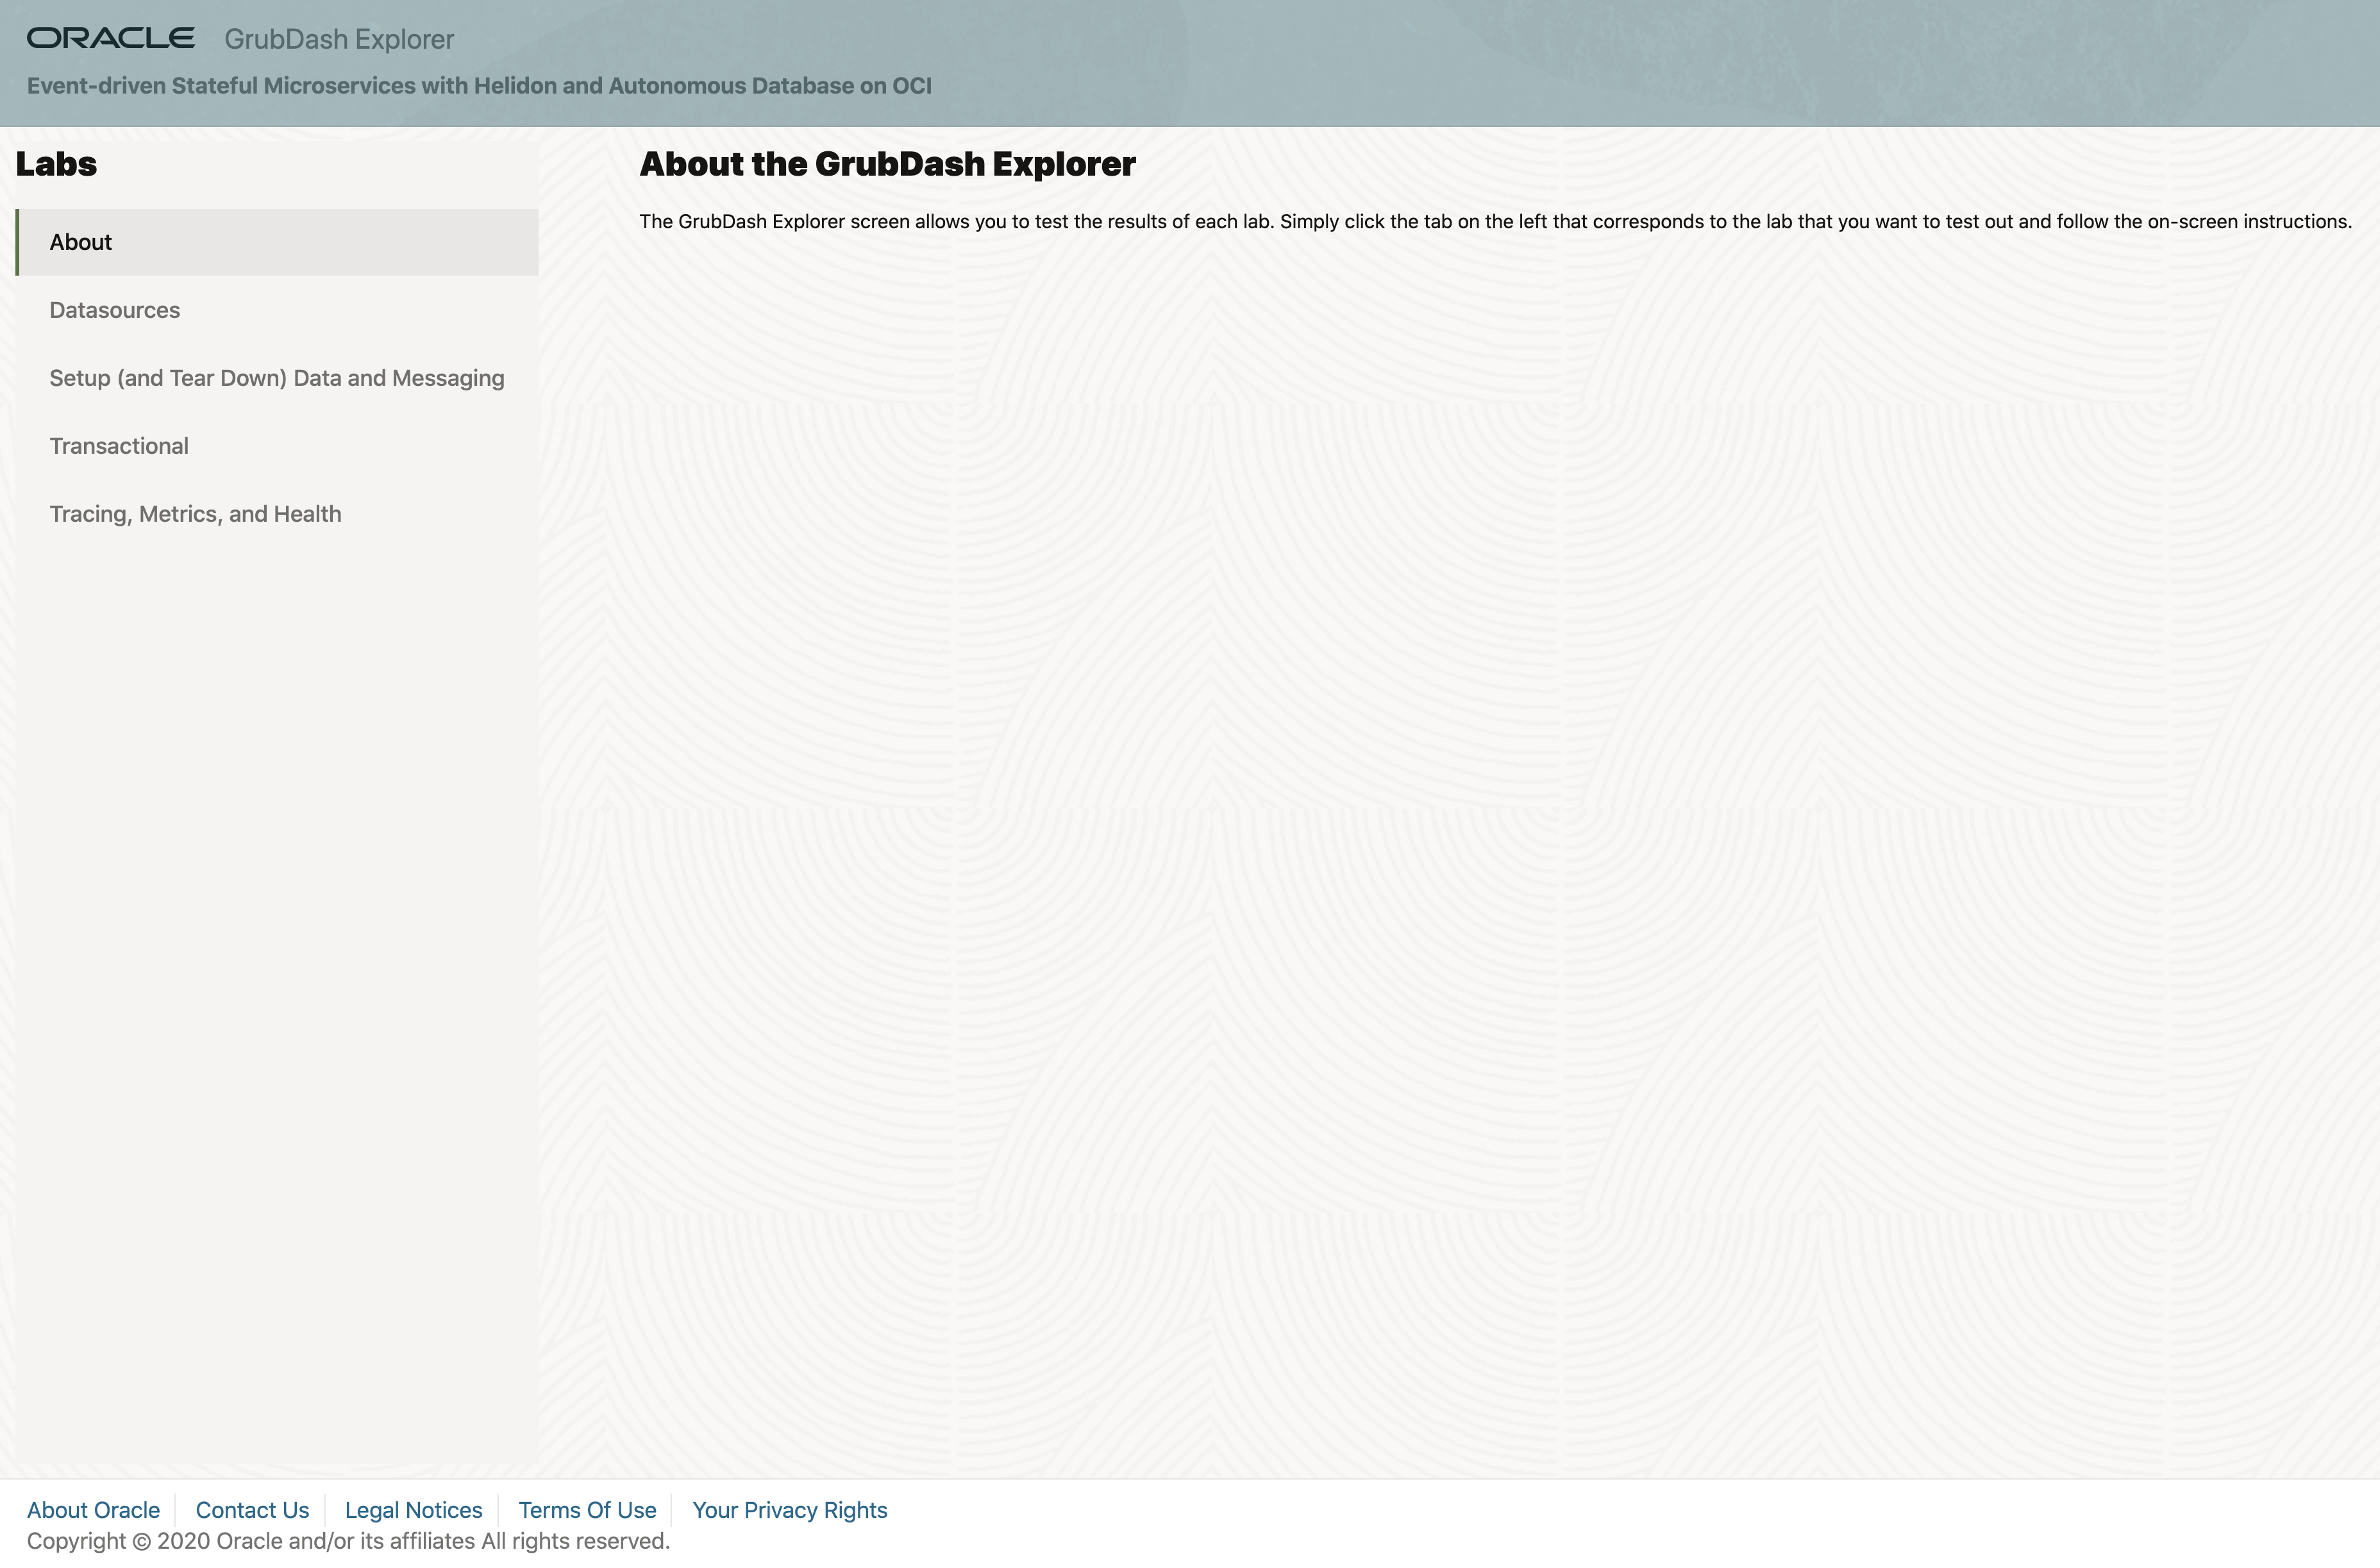 ORACLE GrubDash Explorer
Event-driven Stateful Microservices with Helidon and Autonomous Database on OCI
Labs
About
Datasources
Setup (and Tear Down) Data and Messaging
Transactional
Tracing, Metrics, and Health
About the GrubDash Explorer
The GrubDash Explorer screen allows you to test the results of each lab. Simply click the tab on the left that corresponds to the lab that you want to test out and follow the on-screen instructions.
About Oracle Contact Us Legal Notices Terms Of Use Your Privacy Rights
Copyright © 2020 Oracle and/or its affiliates All rights reserved.